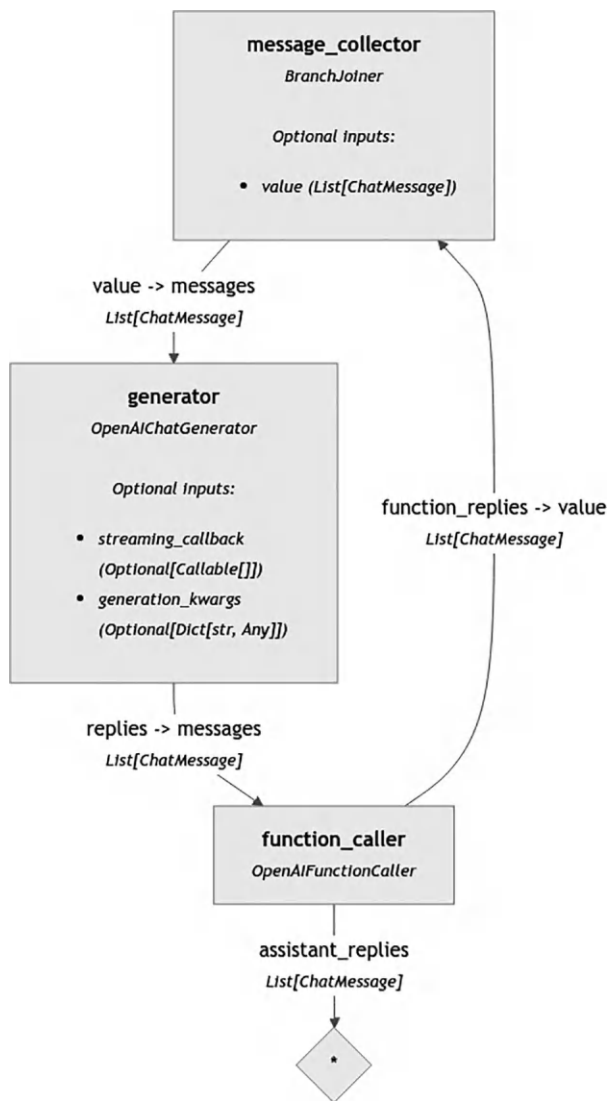 message_collector
BranchJoiner
Optional inputs:
• value (List[ChatMessage])
value -> messages
List[ChatMessage]
generator
OpenAIChatGenerator
Optional inputs:
• streaming_callback
(Optional[Callable[]])
• generation_kwargs
(Optional[Dict[str, Any]])
function_replies -> value
List[ChatMessage]
replies -> messages
List[ChatMessage]
function_caller
OpenAIFunctionCaller
assistant_replies
List[ChatMessage]
*